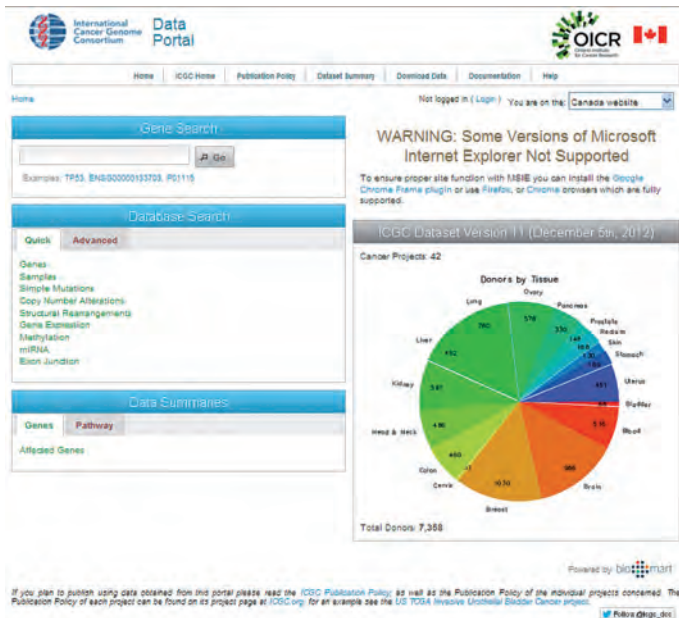 International
Cancer Genome
Consortium
Data
Portal
OICR
Ontario Institute
for Cancer Research
Home ICGC Home Publication Policy Dataset Summary Download Data Documentation Help
Home
Not logged in ( Login ) You are on the: Canada website
Gene Search
Go
Examples: TP53, ENSG00000133703, P01116
WARNING: Some Versions of Microsoft
Internet Explorer Not Supported
To ensure proper site function with MSIE you can install the Google
Chrome Frame plugin or use Firefox, or Chrome browsers which are fully
supported.
Database Search
Quick Advanced
Genes
Samples
Simple Mutations
Copy Number Alterations
Structural Rearrangements
Gene Expression
Methylation
miRNA
Exon Junction
Data Summaries
Genes Pathway
Affected Genes
ICGC Dataset Version 11 (December 5th, 2012)
Cancer Projects: 42
Donors by Tissue
Ovary
Lung
Pancreas
Prostate
Rectum
Skin
Stomach
Liver
Uterus
Kidney
Bladder
Head & Neck
Blood
Colon
Brain
Cervix
Breast
576
760
330
482
451
486
460
1030
988
Total Donors: 7,358
Powered by biomart
If you plan to publish using data obtained from this portal please read the ICGC Publication Policy; as well as the Publication Policy of the individual projects concerned. The
Publication Policy of each project can be found on its project page at ICGC.org; for an example see the US TCGA Invasive Urothelial Bladder Cancer project.
Follow @icgc_dcc